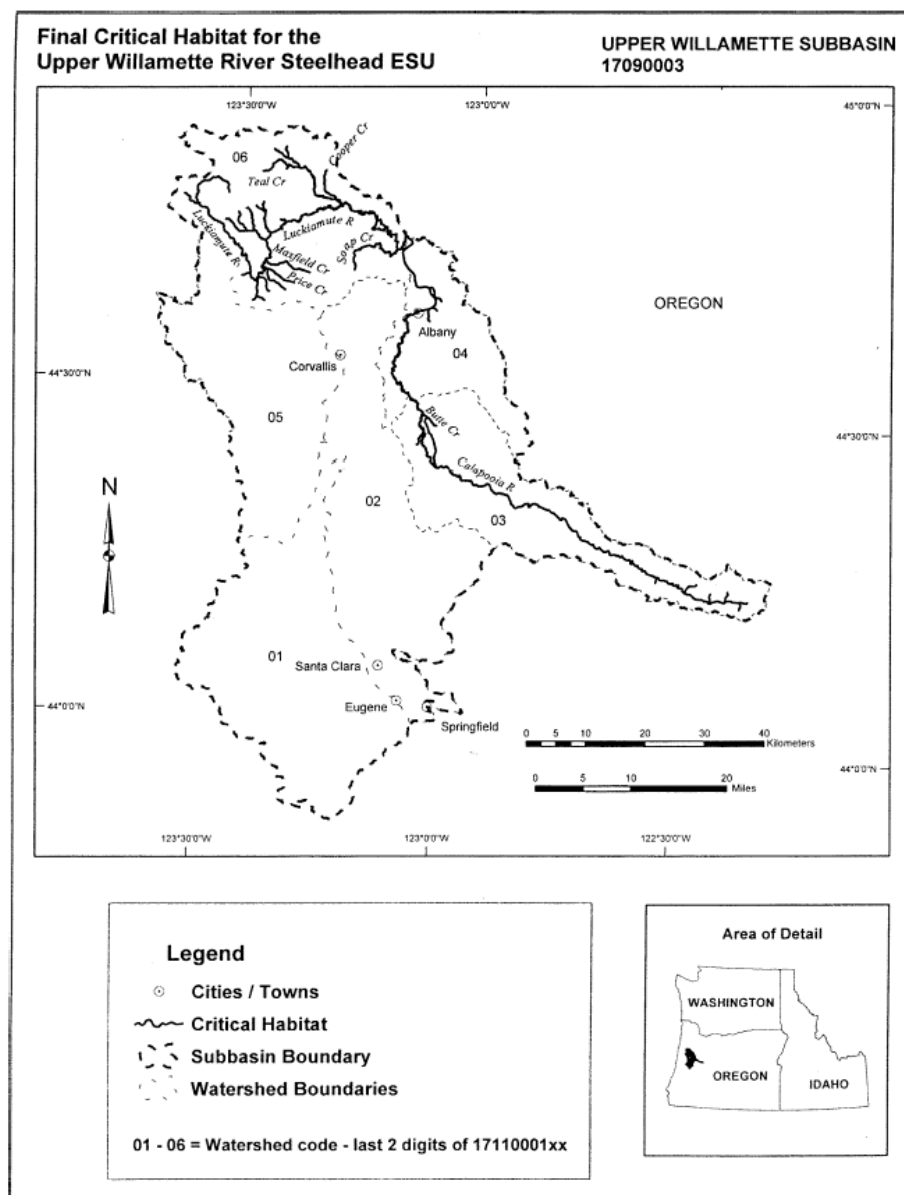 Final Critical Habitat for the
Upper Willamette River Steelhead ESU
UPPER WILLAMETTE SUBBASIN
17090003
123°30'0"W
123°0'0"W
45°0'0"N
06
Cooper Cr
Teal Cr
Luckiamute R
Luckiamute R
Soap Cr
Maxfield Cr
Price Cr
OREGON
Albany
04
Corvallis
44°30'0"N
05
Butte Cr
44°30'0"N
Calapooia R
02
03
N
01
Santa Clara
Eugene
44°0'0"N
Springfield
0 5 10 20 30 40
Kilometers
44°0'0"N
0 5 10 20
Miles
123°30'0"W
123°0'0"W
122°30'0"W
Legend
Cities / Towns
Critical Habitat
Subbasin Boundary
Watershed Boundaries
01 - 06 = Watershed code - last 2 digits of 17110001xx
Area of Detail
WASHINGTON
OREGON
IDAHO